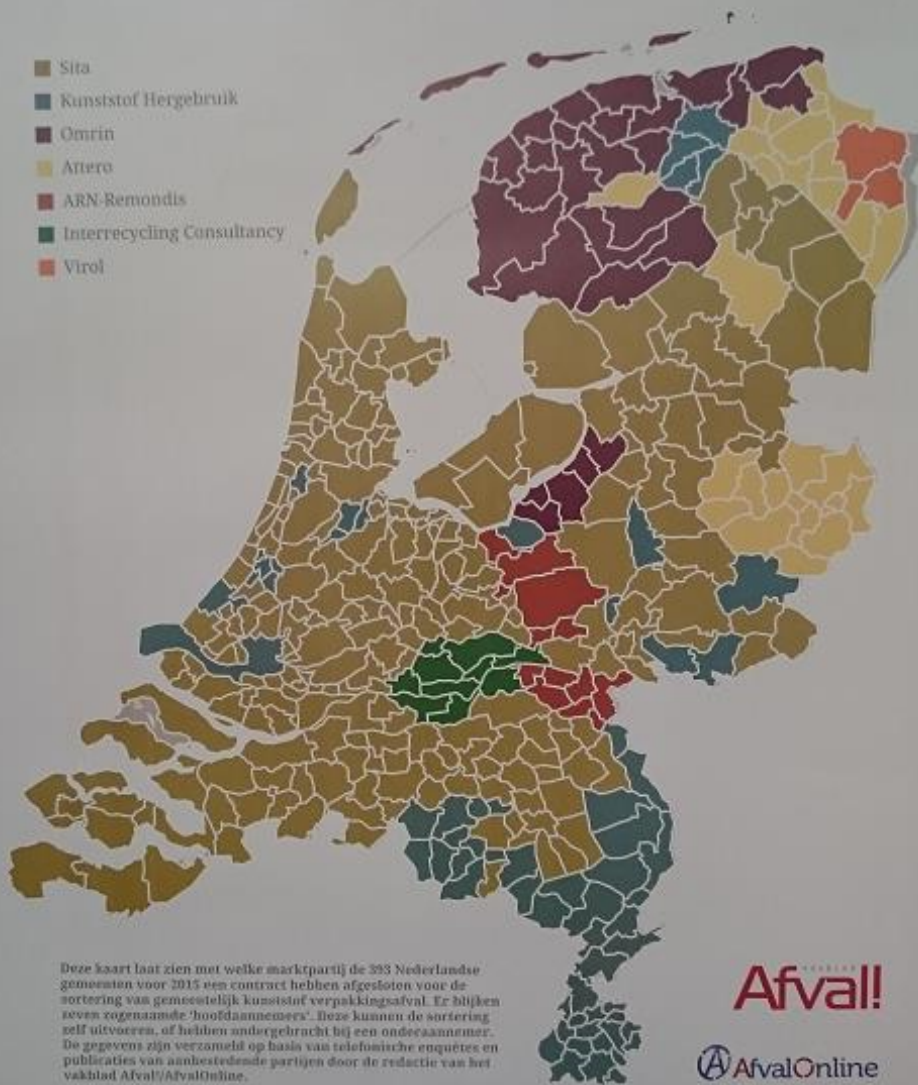 Sita
Kunststof Hergebruik
Omrin
Attero
ARN-Remondis
Interrecycling Consultancy
Virol
Deze kaart laat zien met welke marktpartij de 393 Nederlandse
gemeenten voor 2015 een contract hebben afgesloten voor de
sortering van gemeentelijk kunststof verpakkingsafval. Er blijken
zeven zogenaamde 'hoofdaannemers'. Deze kunnen de sortering
zelf uitvoeren, of hebben ondergebracht bij een onderaannemer.
De gegevens zijn verzameld op basis van telefonische enquêtes en
publicaties van aanbestedende partijen door de redactie van het
vakblad Afval!/AfvalOnline.
VAKBLAD
Afval!
AfvalOnline